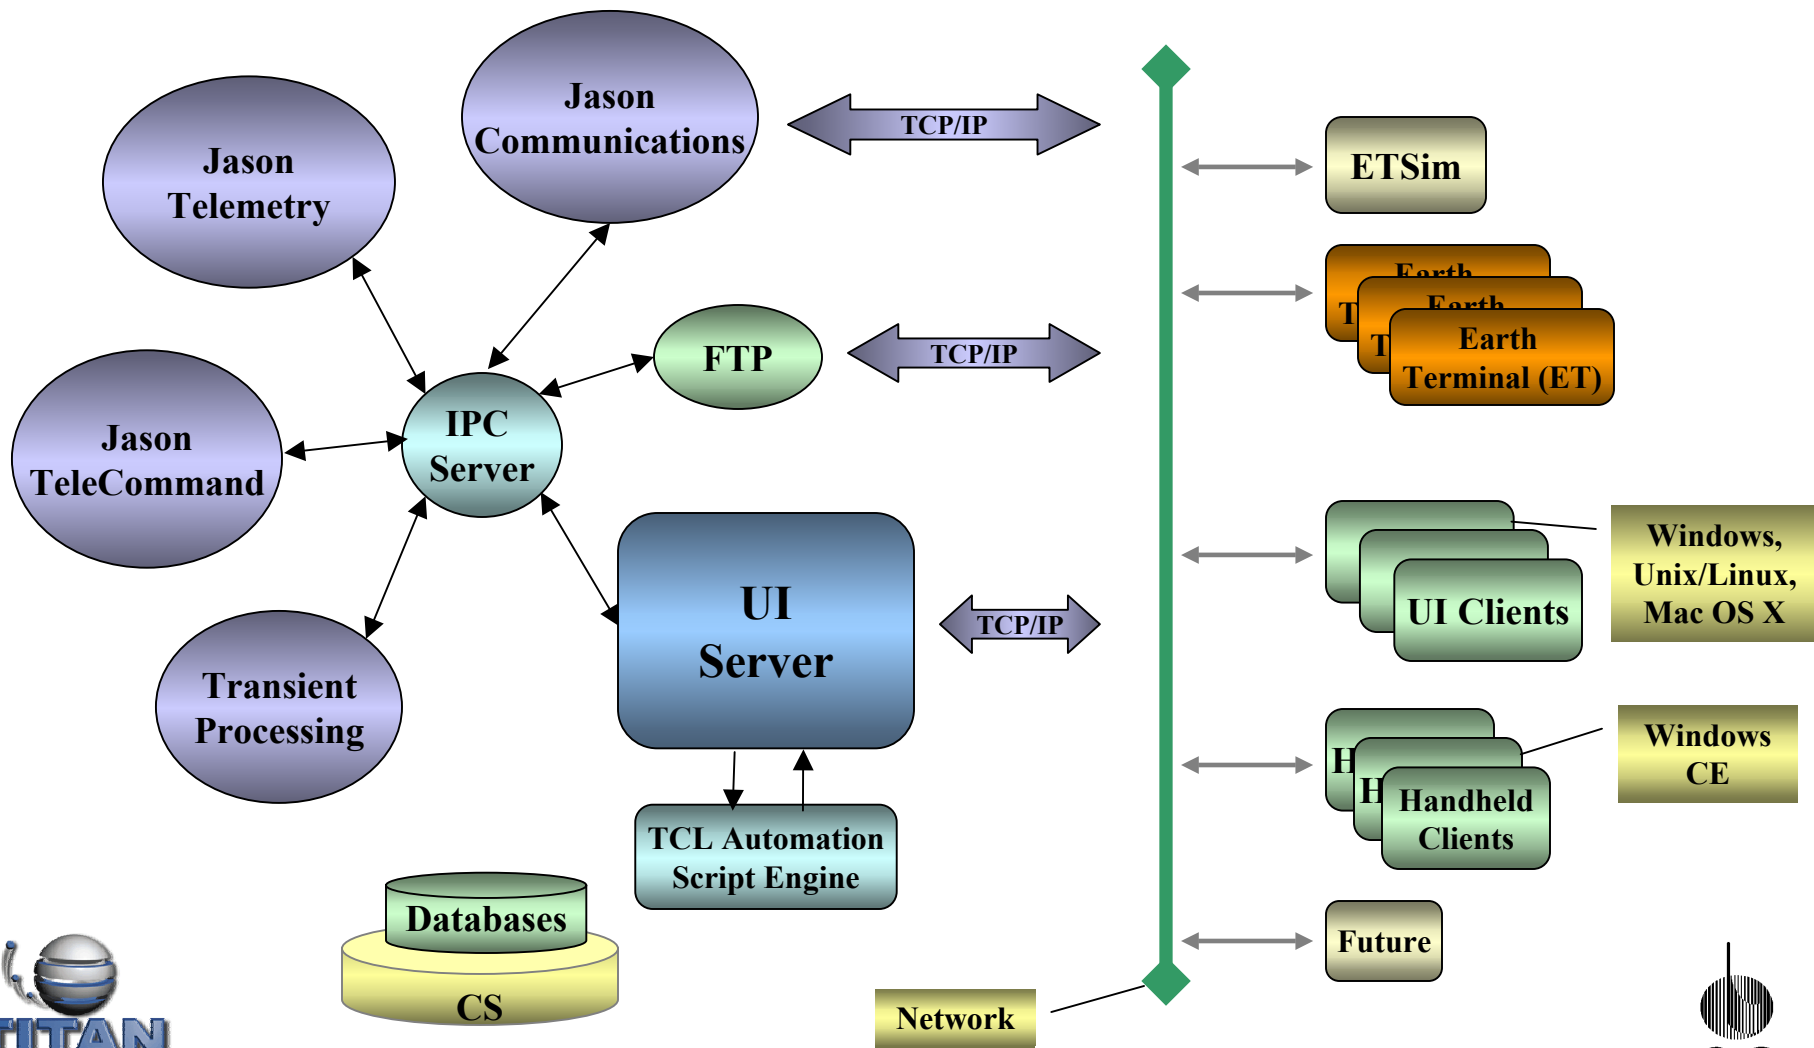 Jason
Communications
TCP/IP
Jason
Telemetry
ETSim
Earth
T
Earth
T
Earth
Terminal (ET)
FTP
TCP/IP
IPC
Server
Jason
TeleCommand
Windows,
Unix/Linux,
Mac OS X
UI Clients
UI
Server
TCP/IP
Transient
Processing
Windows
CE
H
H
Handheld
Clients
TCL Automation
Script Engine
Databases
CS
Future
Network
TITAN